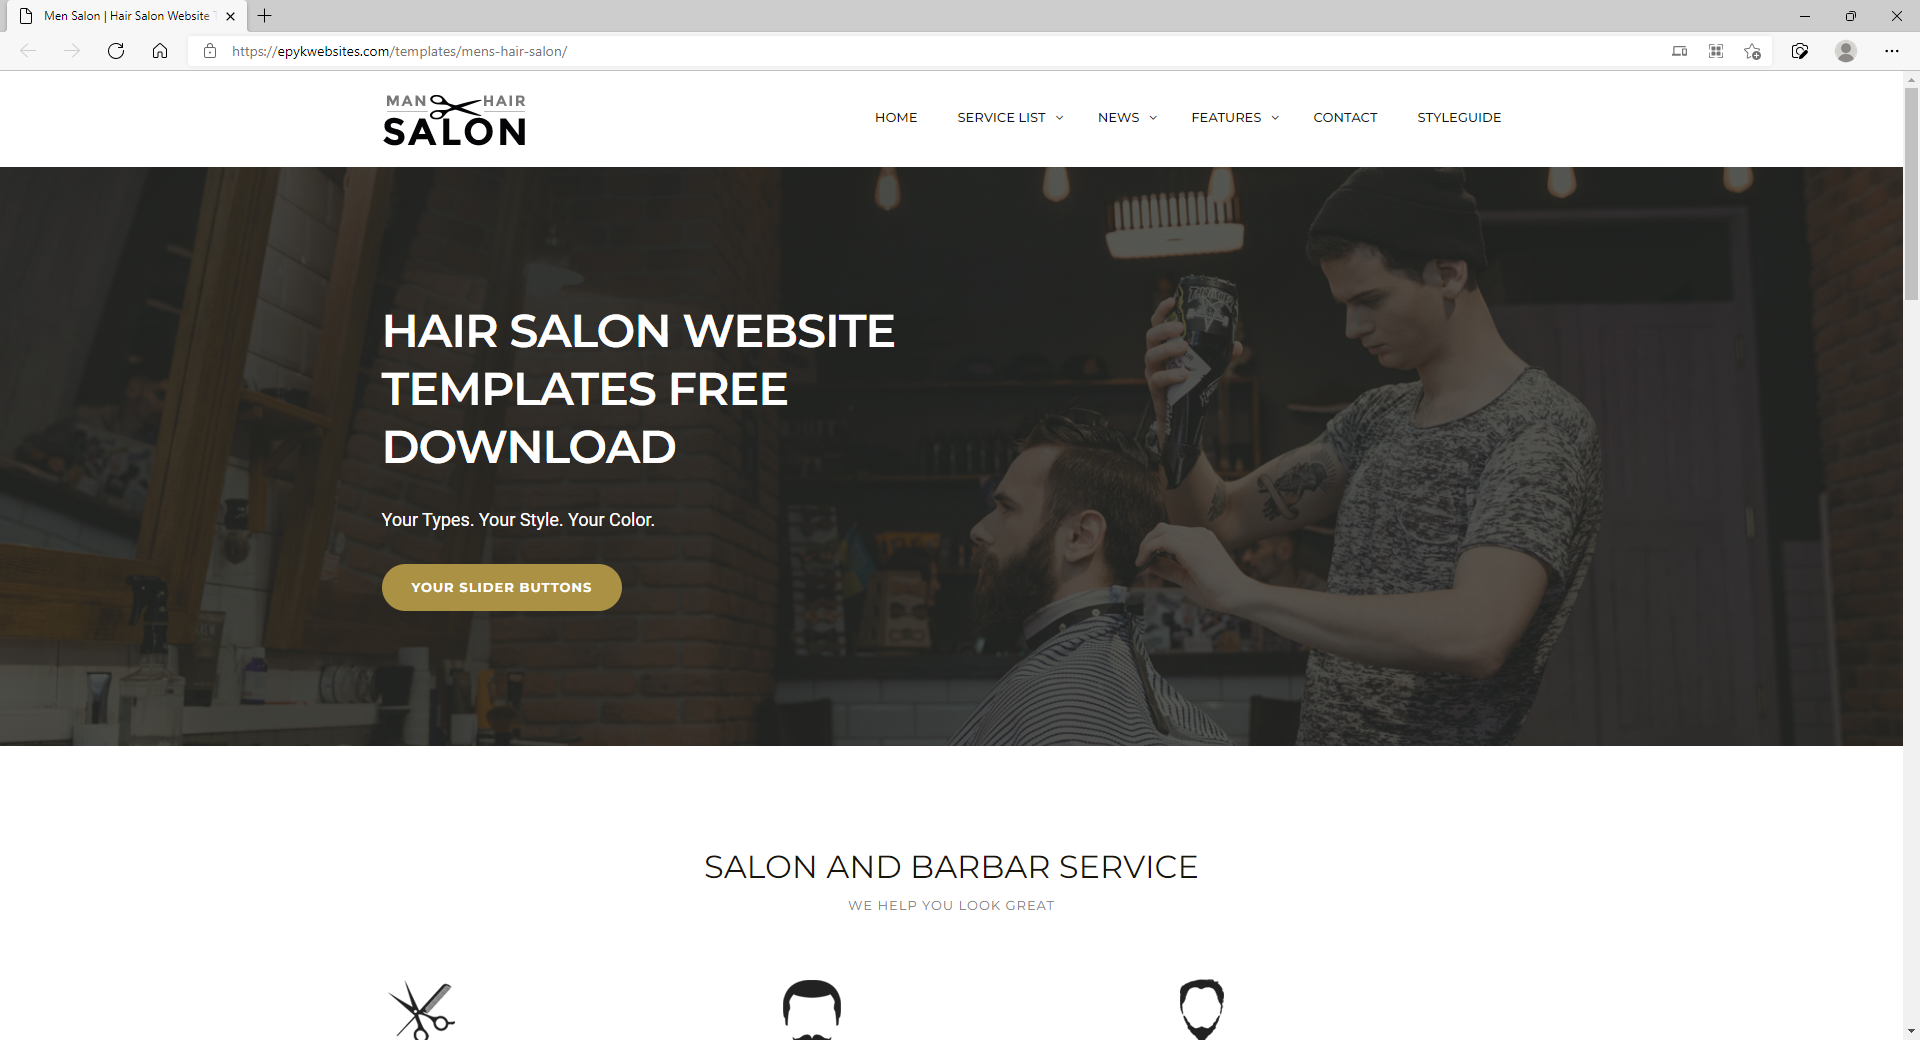 Men Salon | Hair Salon Website
https://epykwebsites.com/templates/mens-hair-salon/
MAN HAIR
SALON
HOME SERVICE LIST NEWS FEATURES CONTACT STYLEGUIDE
HAIR SALON WEBSITE
TEMPLATES FREE
DOWNLOAD
Your Types. Your Style. Your Color.
YOUR SLIDER BUTTONS
THRASHER
SALON AND BARBAR SERVICE
WE HELP YOU LOOK GREAT